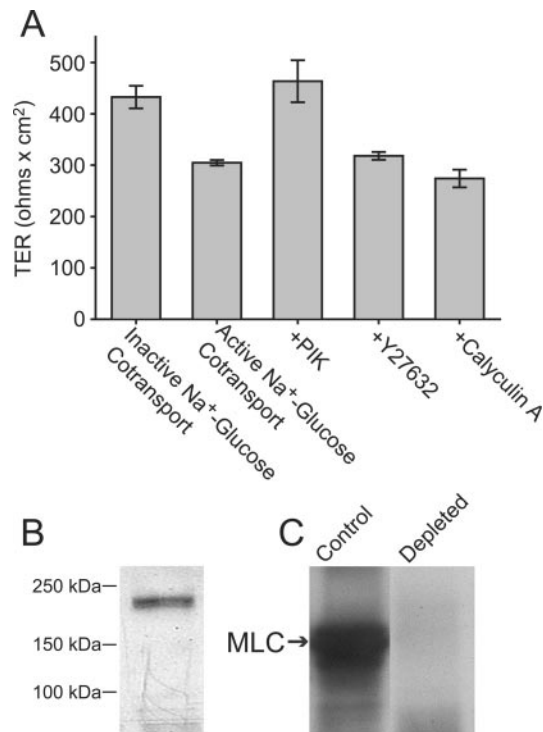 A
TER (ohms x cm²)
500
400
300
200
100
0
Inactive Na⁺-Glucose
Cotransport
Active Na⁺-Glucose
Cotransport
+PIK
+Y27632
+Calyculin A
B
250 kDa
150 kDa
100 kDa
C
Control
Depleted
MLC→